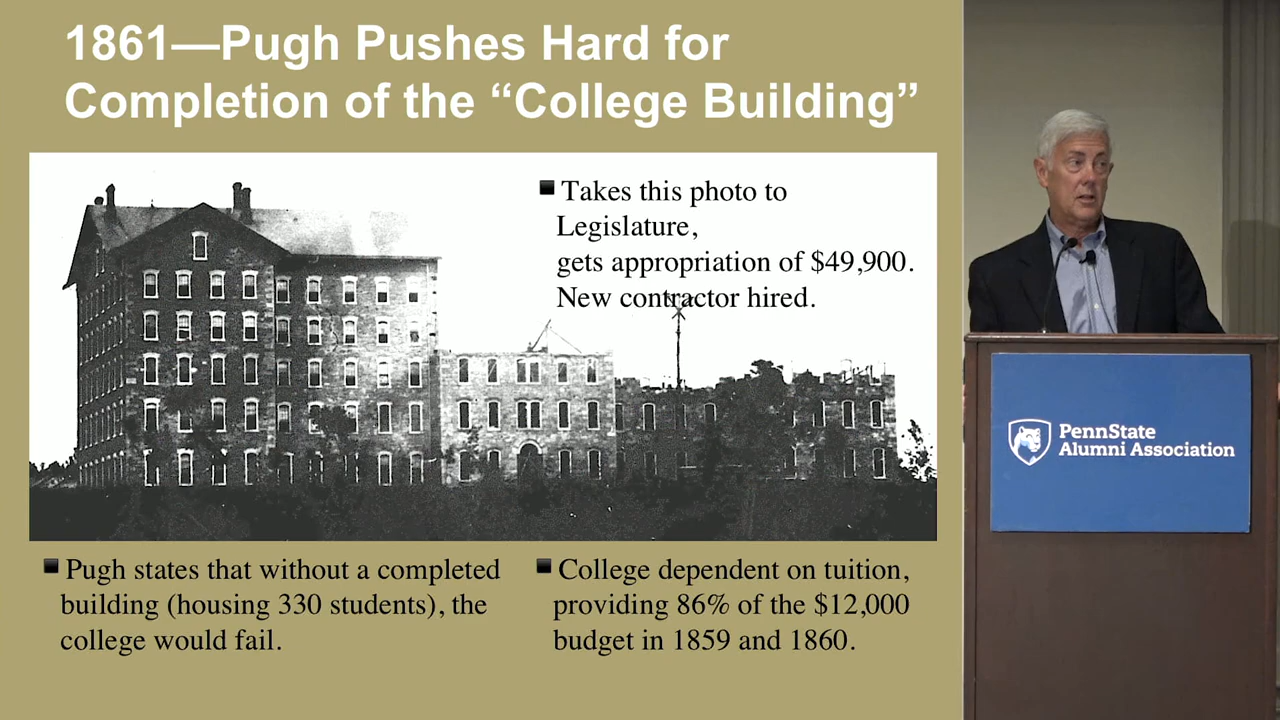 1861—Pugh Pushes Hard for
Completion of the “College Building”
▪ Takes this photo to
Legislature,
gets appropriation of $49,900.
New contractor hired.
▪ Pugh states that without a completed
building (housing 330 students), the
college would fail.
▪ College dependent on tuition,
providing 86% of the $12,000
budget in 1859 and 1860.
PennState
Alumni Association